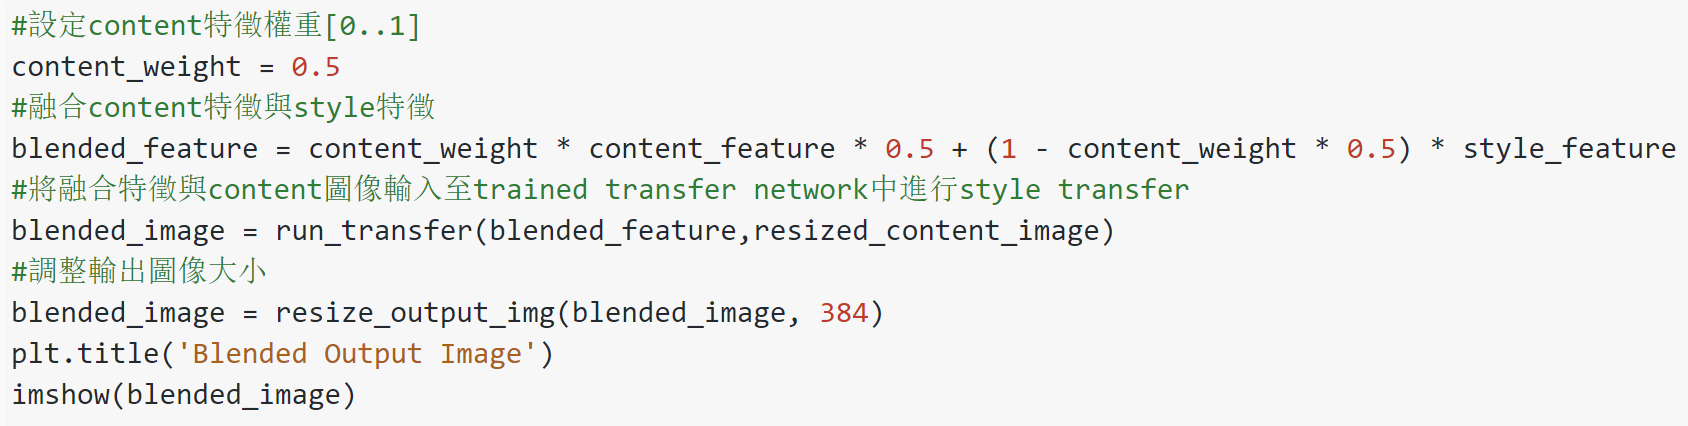 #設定content特徵權重[0..1]
content_weight = 0.5
#融合content特徵與style特徵
blended_feature = content_weight * content_feature * 0.5 + (1 - content_weight * 0.5) * style_feature
#將融合特徵與content圖像輸入至trained transfer network中進行style transfer
blended_image = run_transfer(blended_feature,resized_content_image)
#調整輸出圖像大小
blended_image = resize_output_img(blended_image, 384)
plt.title('Blended Output Image')
imshow(blended_image)